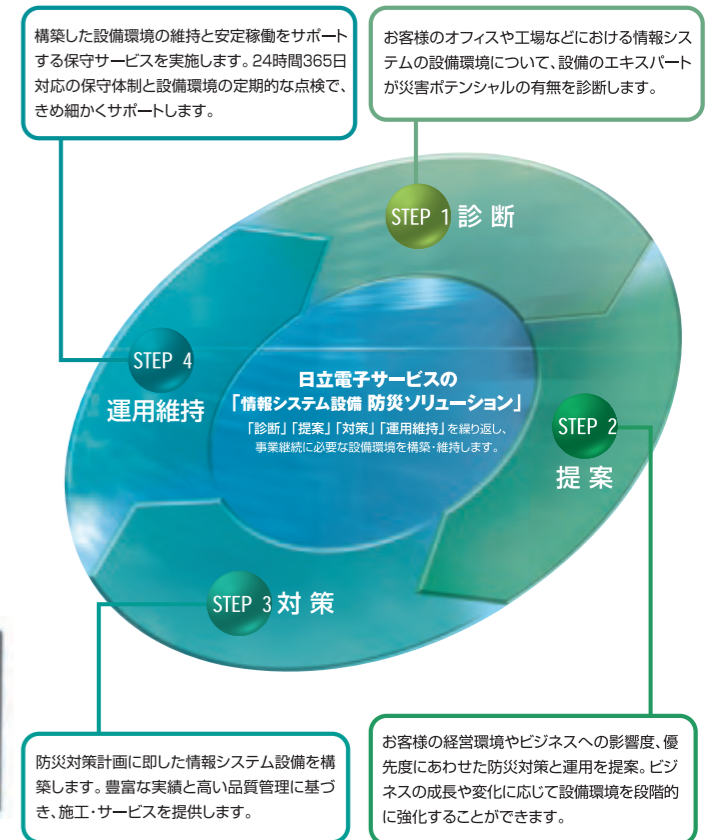 構築した設備環境の維持と安定稼働をサポート
する保守サービスを実施します。24時間365日
対応の保守体制と設備環境の定期的な点検で、
きめ細かくサポートします。
お客様のオフィスや工場などにおける情報シス
テムの設備環境について、設備のエキスパート
が災害ポテンシャルの有無を診断します。
STEP 1 診 断
STEP 4
運用維持
日立電子サービスの
「情報システム設備 防災ソリューション」
「診断」「提案」「対策」「運用維持」を繰り返し、
事業継続に必要な設備環境を構築・維持します。
STEP 2
提 案
STEP 3 対 策
防災対策計画に即した情報システム設備を構
築します。豊富な実績と高い品質管理に基づ
き、施工・サービスを提供します。
お客様の経営環境やビジネスへの影響度、優
先度にあわせた防災対策と運用を提案。ビジ
ネスの成長や変化に応じて設備環境を段階的
に強化することができます。